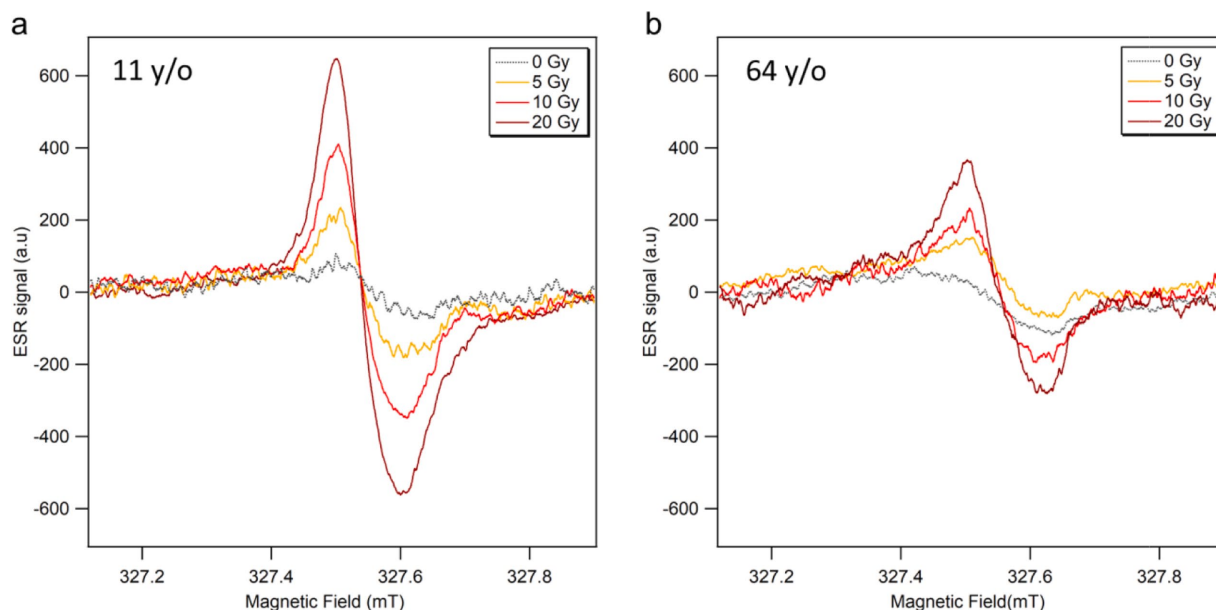 a
11 y/o
0 Gy
5 Gy
10 Gy
20 Gy
600
400
200
0
-200
-400
-600
ESR signal (a.u)
327.2
327.4
327.6
327.8
Magnetic Field (mT)
b
64 y/o
0 Gy
5 Gy
10 Gy
20 Gy
600
400
200
0
-200
-400
-600
ESR signal (a.u)
327.2
327.4
327.6
327.8
Magnetic Field(mT)